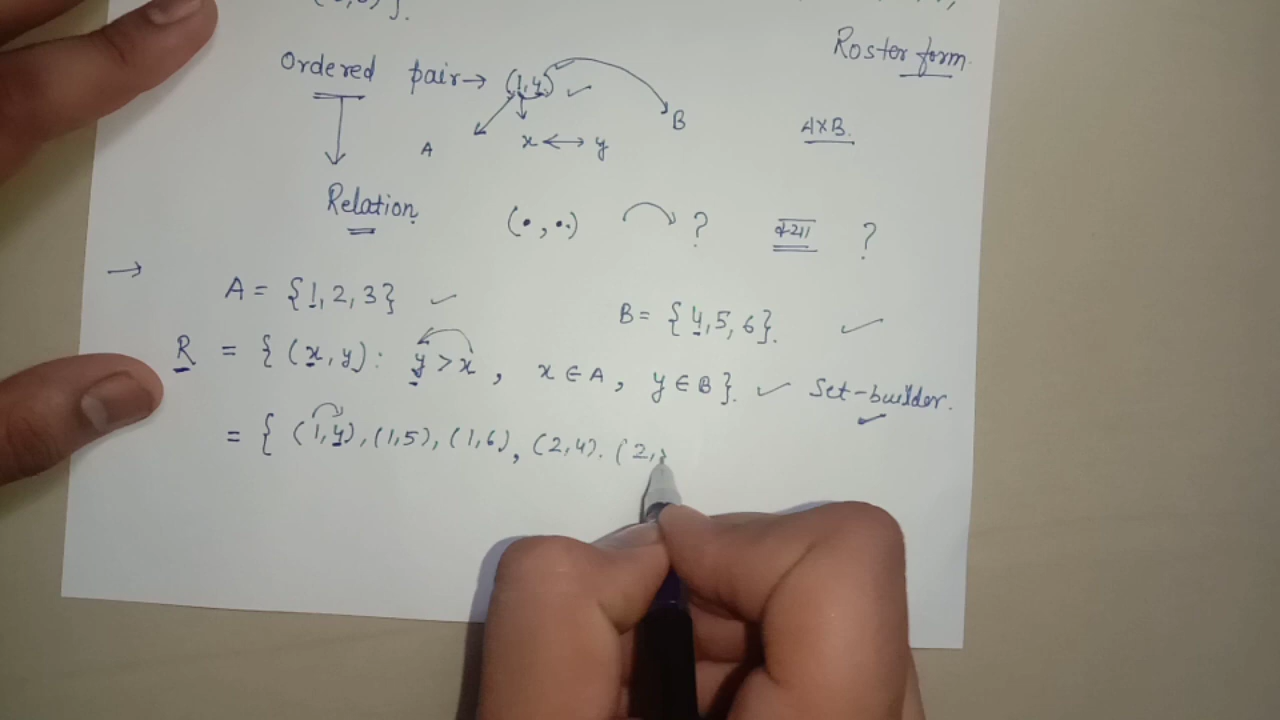 Roster form.
Ordered pair → (1,4) ✓
B
A×B.
A
x ↔ y
Relation
(•,•) ?
?
→
A = {1,2,3} ✓
B = {4,5,6}. ✓
R = {(x,y): y>x, x∈A, y∈B}. ✓ Set-builder.
= { (1,4),(1,5),(1,6),(2,4).(2,